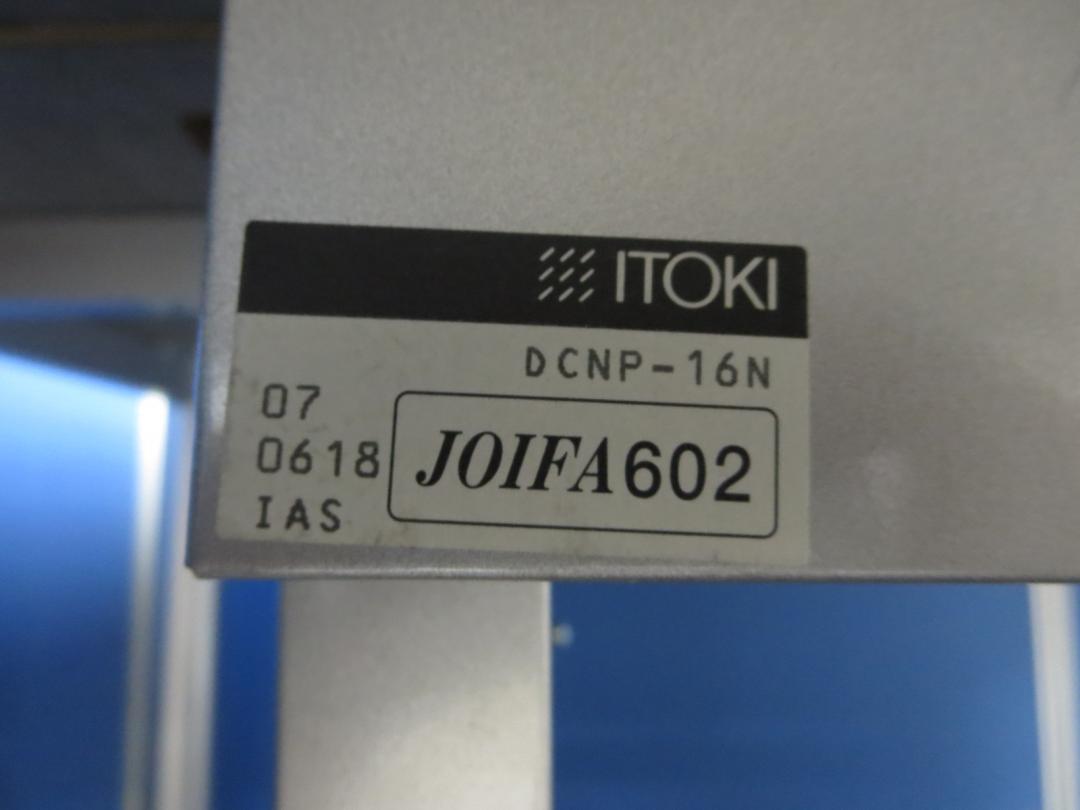 ITOKI
DCNP-16N
07
0618
IAS
JOIFA602